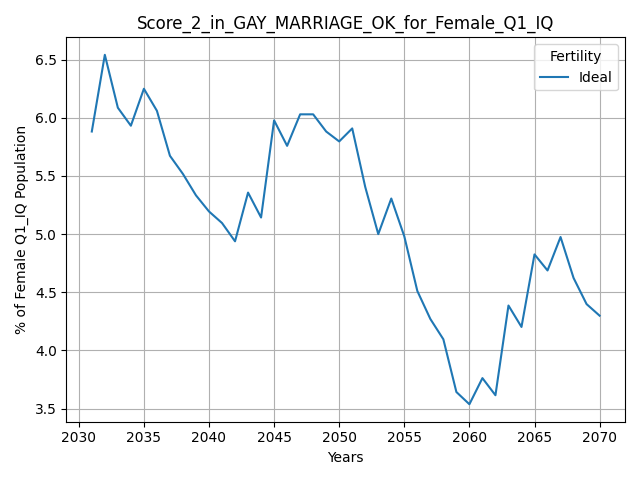 Score_2_in_GAY_MARRIAGE_OK_for_Female_Q1_IQ
Fertility
Ideal
% of Female Q1_IQ Population
6.5
6.0
5.5
5.0
4.5
4.0
3.5
2030 2035 2040 2045 2050 2055 2060 2065 2070
Years